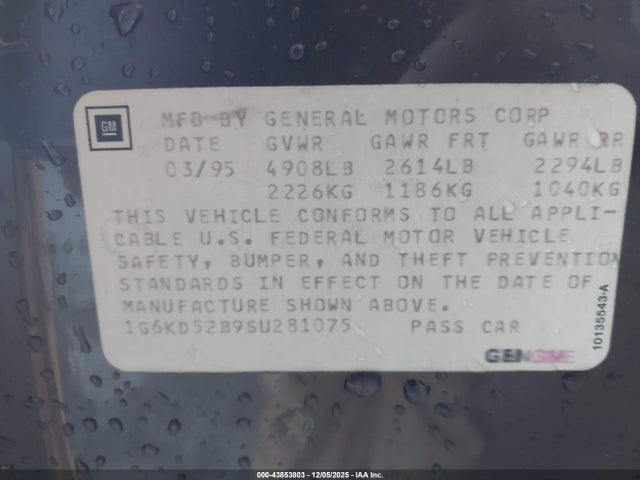 GM
MFD BY GENERAL MOTORS CORP
DATE GVWR GAWR FRT GAWR RR
03/95 4908LB 2614LB 2294LB
2226KG 1186KG 1040KG
THIS VEHICLE CONFORMS TO ALL APPLI-
CABLE U.S. FEDERAL MOTOR VEHICLE
SAFETY, BUMPER, AND THEFT PREVENTION
STANDARDS IN EFFECT ON THE DATE OF
MANUFACTURE SHOWN ABOVE.
1G6KD52B9SU281075 PASS CAR
GENGME
10135543-A
000-43853803 - 12/05/2025 - IAA Inc.